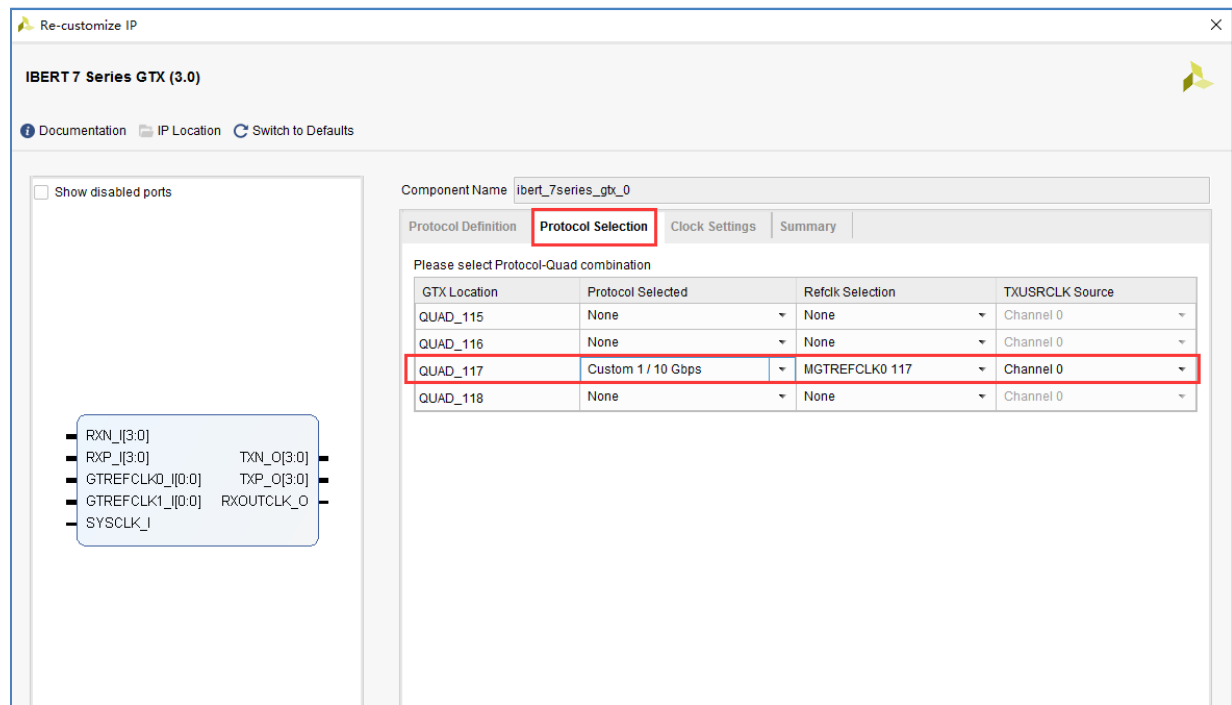 Re-customize IP
IBERT 7 Series GTX (3.0)
Documentation IP Location Switch to Defaults
Show disabled ports
RXN_I[3:0]
RXP_I[3:0] TXN_O[3:0]
GTREFCLK0_I[0:0] TXP_O[3:0]
GTREFCLK1_I[0:0] RXOUTCLK_O
SYSCLK_I
Component Name ibert_7series_gtx_0
Protocol Definition Protocol Selection Clock Settings Summary
Please select Protocol-Quad combination
GTX Location Protocol Selected Refclk Selection TXUSRCLK Source
QUAD_115 None None Channel 0
QUAD_116 None None Channel 0
QUAD_117 Custom 1 / 10 Gbps MGTREFCLK0 117 Channel 0
QUAD_118 None None Channel 0